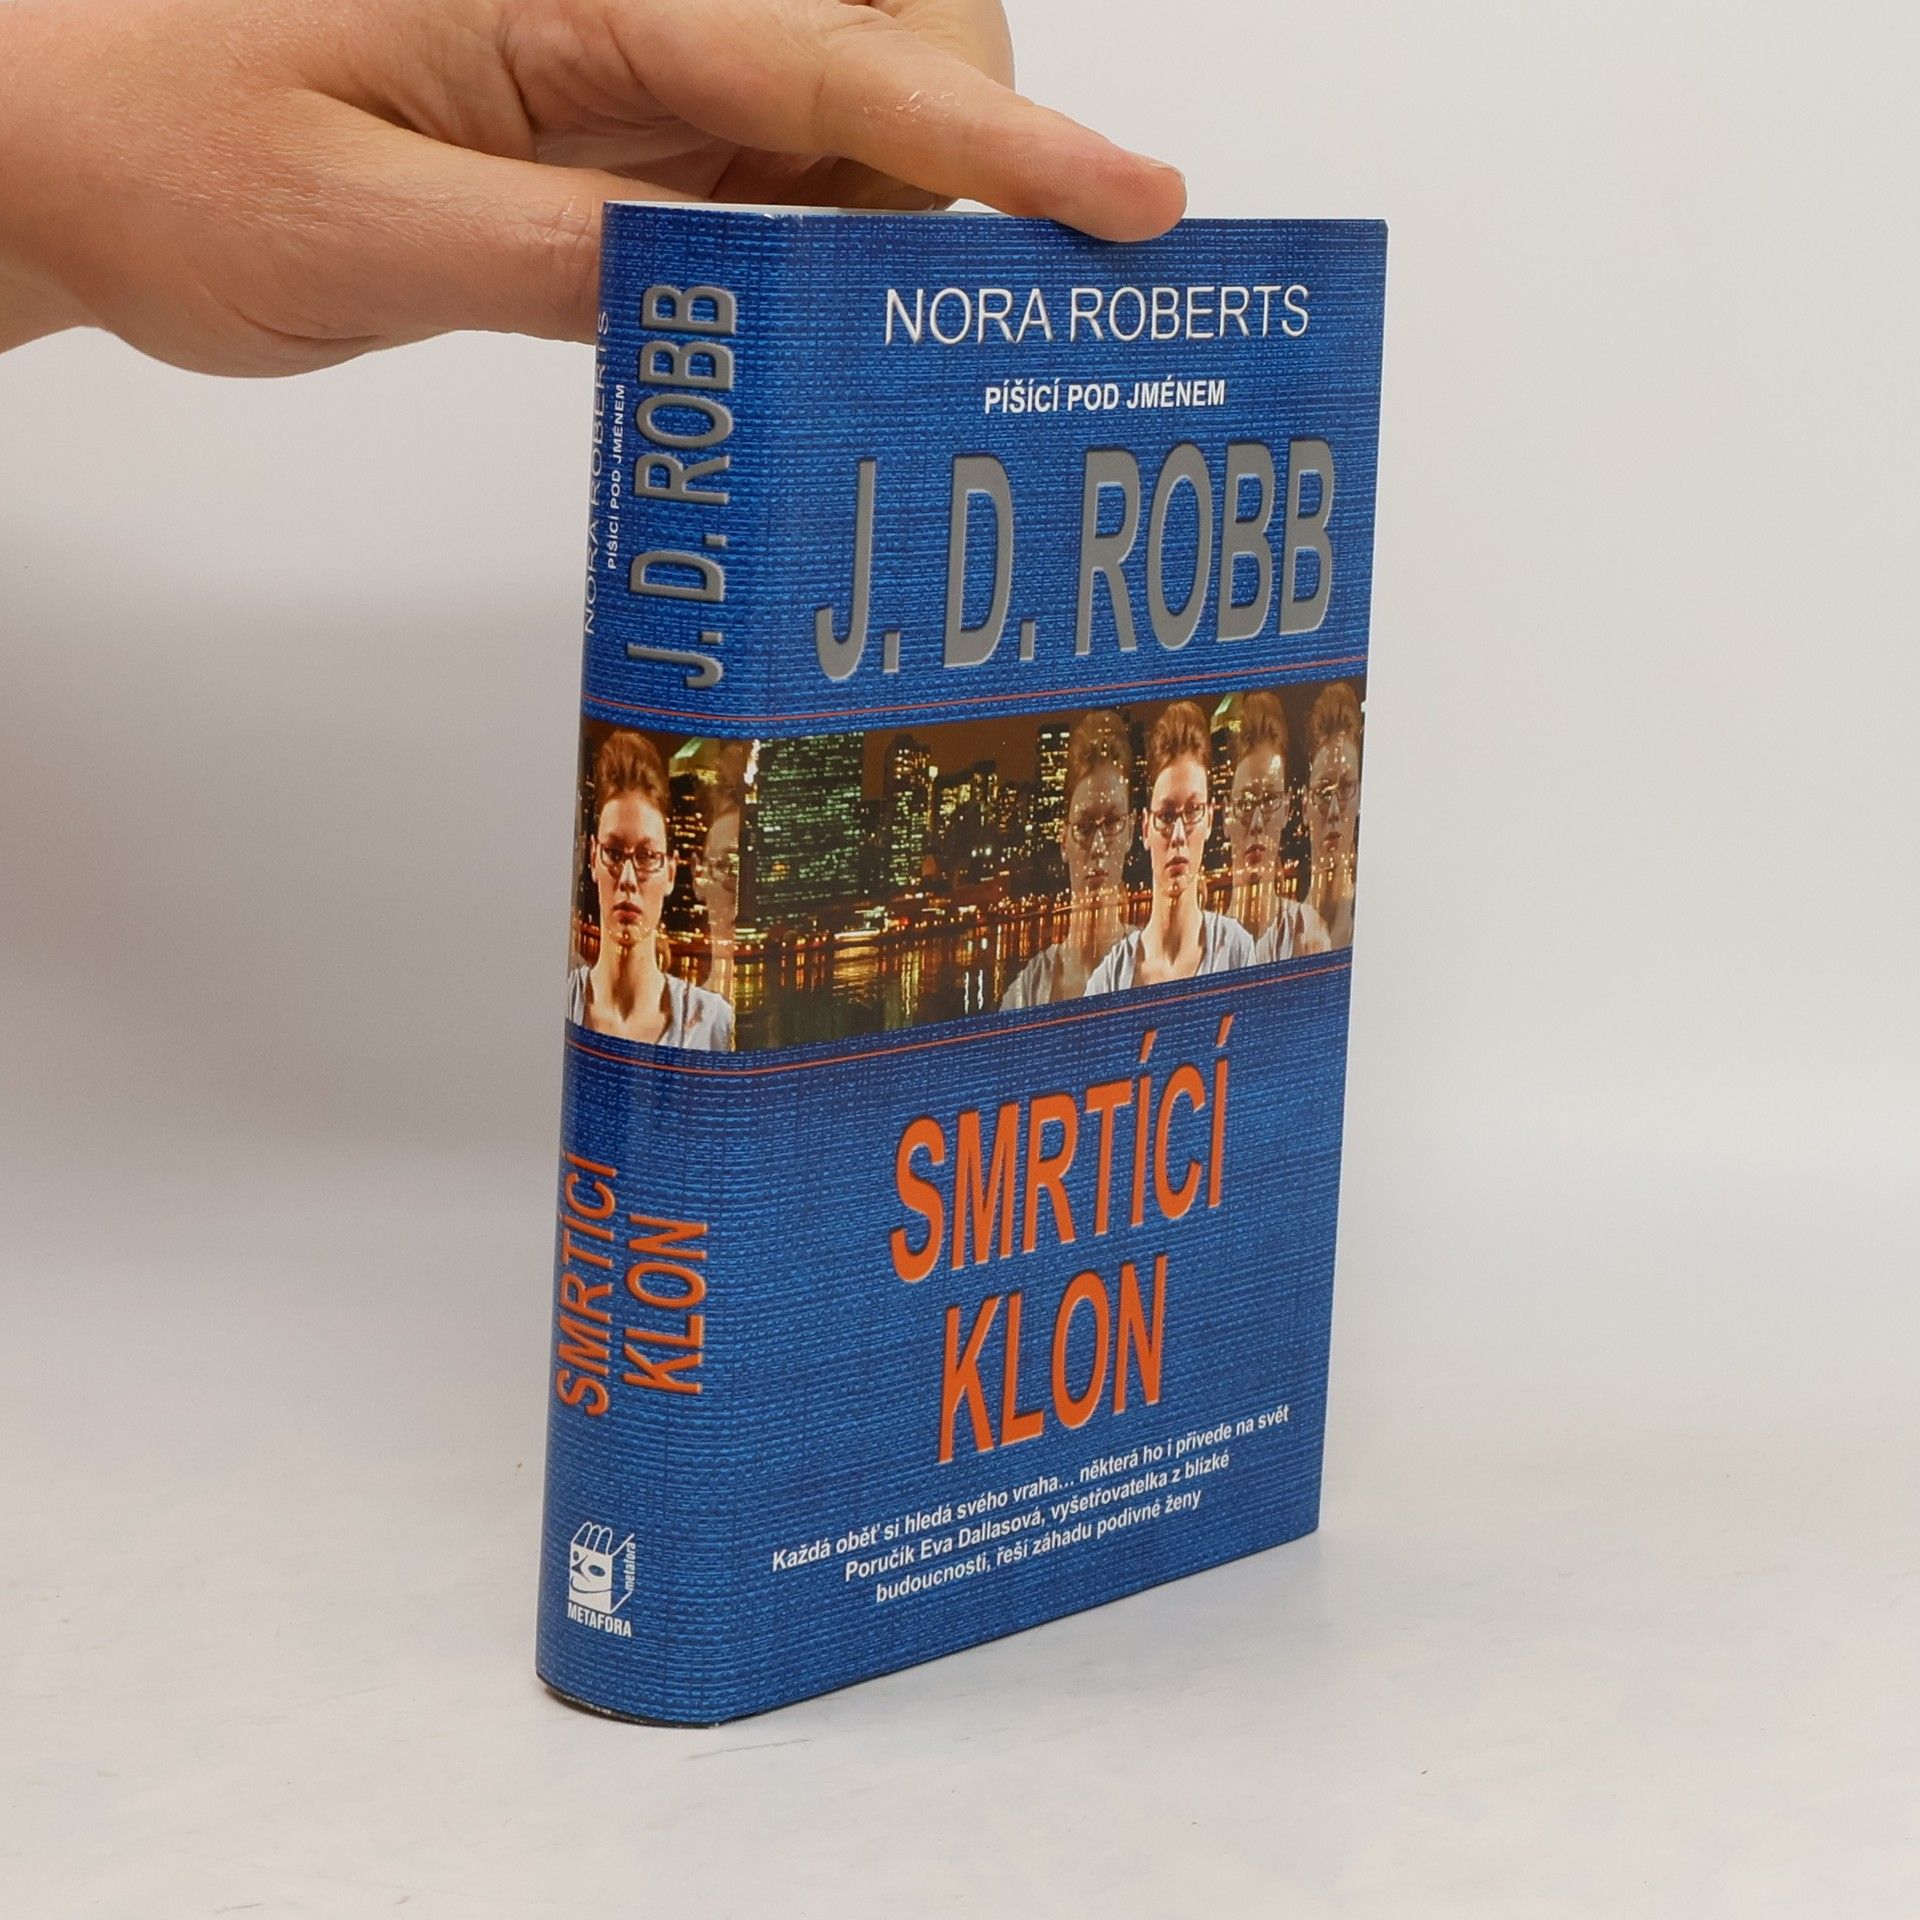 NORA ROBERTS
PÍŠÍCÍ POD JMÉNEM
J. D. ROBB
SMRTÍCÍ
KLON
metafora
METAFORA
NORA ROBERTS
PÍŠÍCÍ POD JMÉNEM
J. D. ROBB
SMRTÍCÍ
KLON
Každá oběť si hledá svého vraha... některá ho i přivede na svět
Poručík Eva Dallasová, vyšetřovatelka z blízké
budoucnosti, řeší záhadu podivné ženy